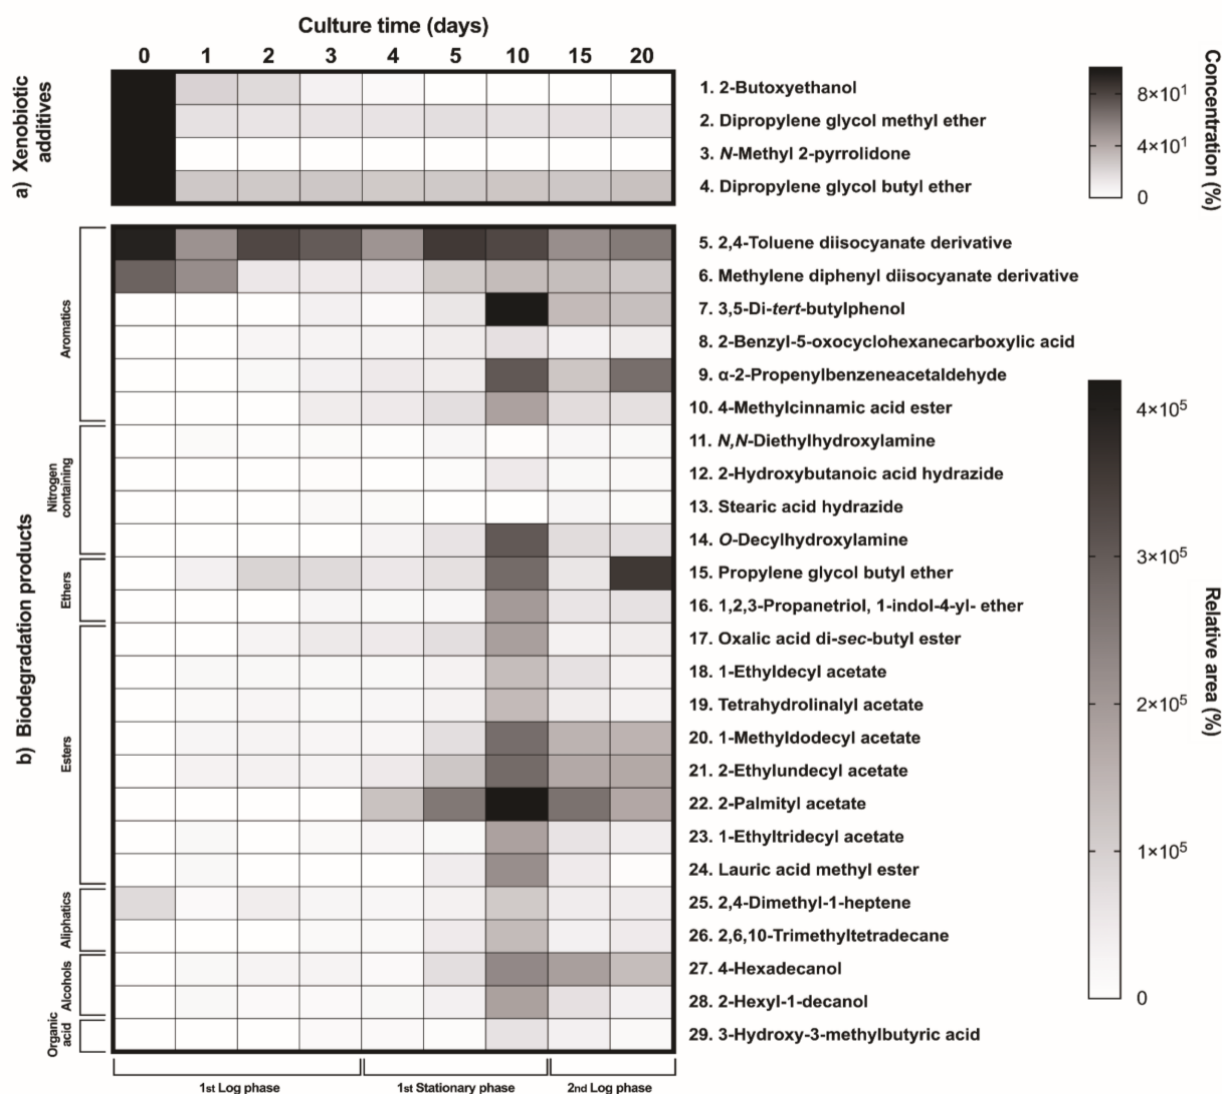 Culture time (days)
0 1 2 3 4 5 10 15 20
a) Xenobiotic
additives
1. 2-Butoxyethanol
2. Dipropylene glycol methyl ether
3. N-Methyl 2-pyrrolidone
4. Dipropylene glycol butyl ether
8×10¹
4×10¹
0
Concentration (%)
b) Biodegradation products
Aromatics
5. 2,4-Toluene diisocyanate derivative
6. Methylene diphenyl diisocyanate derivative
7. 3,5-Di-tert-butylphenol
8. 2-Benzyl-5-oxocyclohexanecarboxylic acid
9. α-2-Propenylbenzeneacetaldehyde
10. 4-Methylcinnamic acid ester
Nitrogen
containing
11. N,N-Diethylhydroxylamine
12. 2-Hydroxybutanoic acid hydrazide
13. Stearic acid hydrazide
14. O-Decylhydroxylamine
Ethers
15. Propylene glycol butyl ether
16. 1,2,3-Propanetriol, 1-indol-4-yl- ether
Esters
17. Oxalic acid di-sec-butyl ester
18. 1-Ethyldecyl acetate
19. Tetrahydrolinalyl acetate
20. 1-Methyldodecyl acetate
21. 2-Ethylundecyl acetate
22. 2-Palmityl acetate
23. 1-Ethyltridecyl acetate
24. Lauric acid methyl ester
Aliphatics
25. 2,4-Dimethyl-1-heptene
26. 2,6,10-Trimethyltetradecane
Alcohols
27. 4-Hexadecanol
28. 2-Hexyl-1-decanol
Organic
acid
29. 3-Hydroxy-3-methylbutyric acid
4×10⁵
3×10⁵
2×10⁵
1×10⁵
0
Relative area (%)
1st Log phase
1st Stationary phase
2nd Log phase